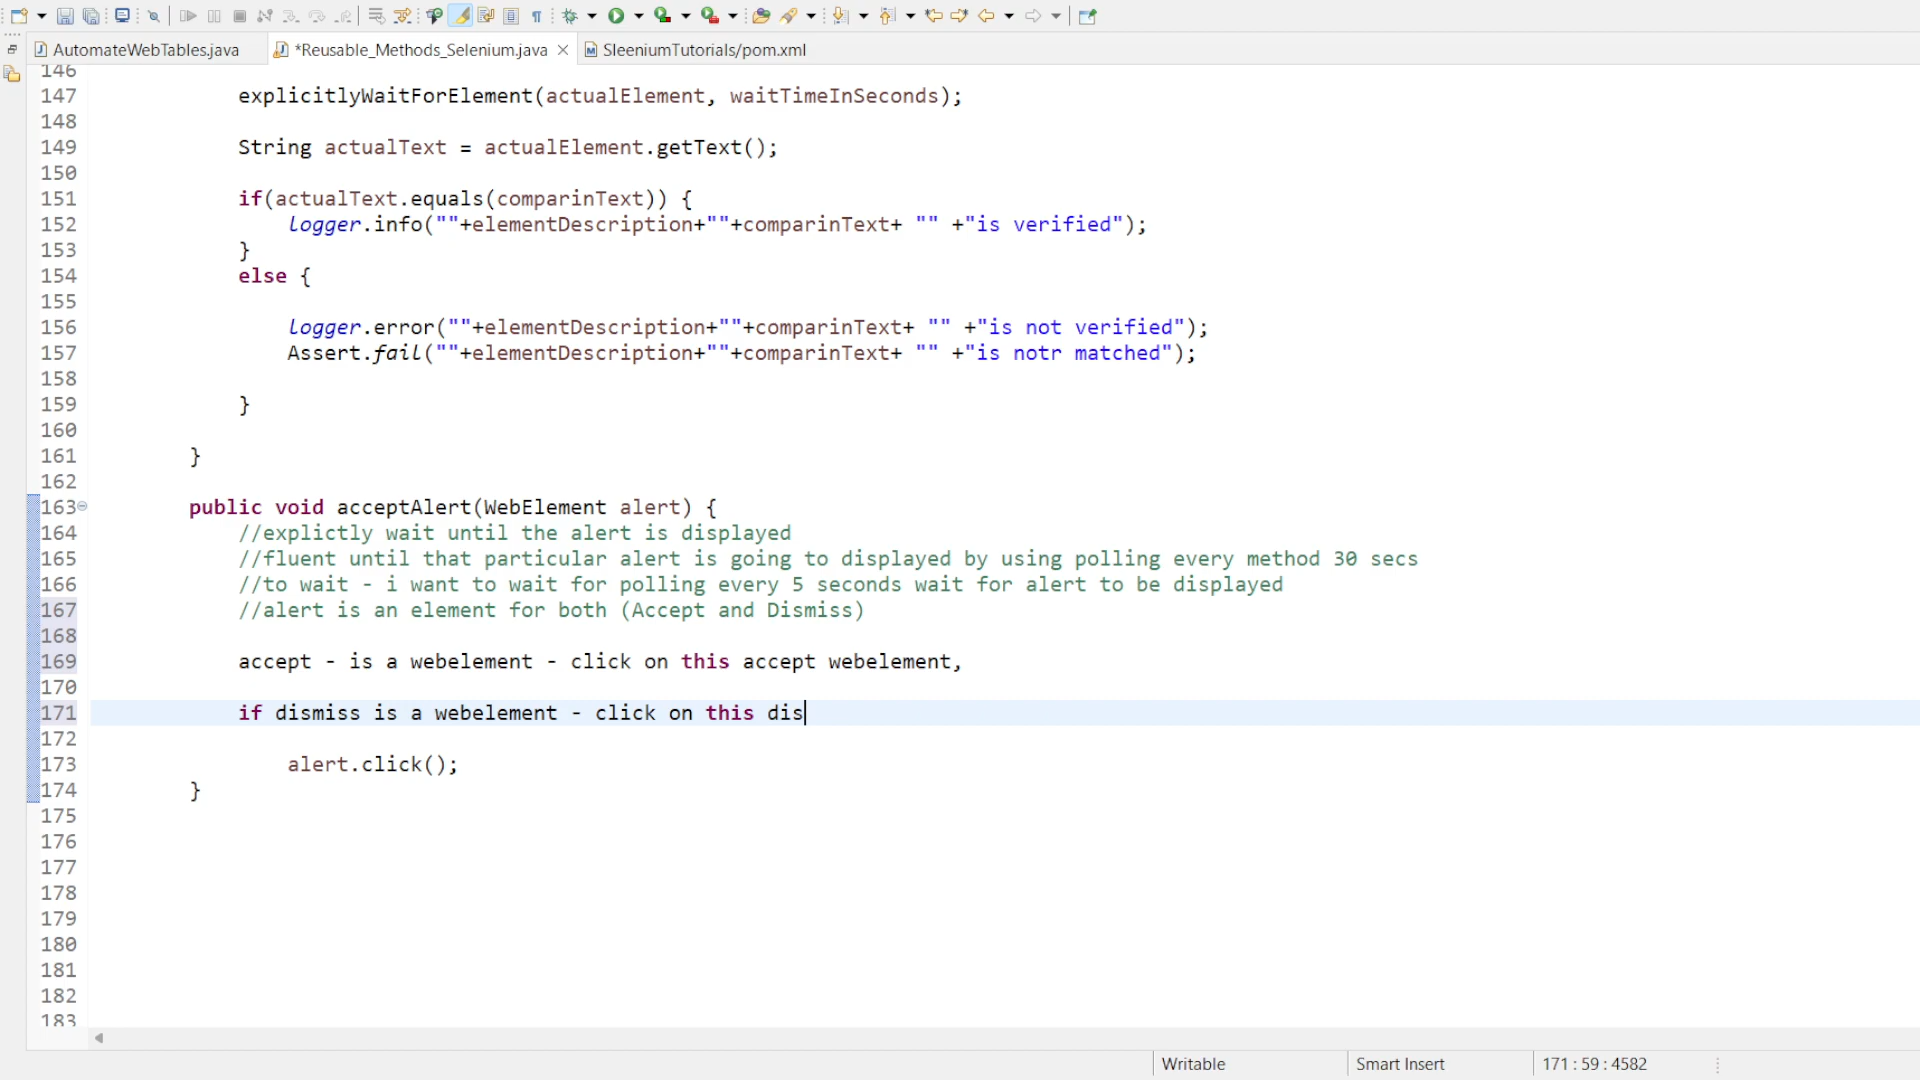 AutomateWebTables.java
*Reusable_Methods_Selenium.java
SleeniumTutorials/pom.xml
146
147 explicitlyWaitForElement(actualElement, waitTimeInSeconds);
148
149 String actualText = actualElement.getText();
150
151 if(actualText.equals(comparinText)) {
152 logger.info(""+elementDescription+""+comparinText+ "" +"is verified");
153 }
154 else {
155
156 logger.error(""+elementDescription+""+comparinText+ "" +"is not verified");
157 Assert.fail(""+elementDescription+""+comparinText+ "" +"is notr matched");
158
159 }
160
161 }
162
163 public void acceptAlert(WebElement alert) {
164 //explictly wait until the alert is displayed
165 //fluent until that particular alert is going to displayed by using polling every method 30 secs
166 //to wait - i want to wait for polling every 5 seconds wait for alert to be displayed
167 //alert is an element for both (Accept and Dismiss)
168
169 accept - is a webelement - click on this accept webelement,
170
171 if dismiss is a webelement - click on this dis
172
173 alert.click();
174 }
175
176
177
178
179
180
181
182
183
Writable
Smart Insert
171 : 59 : 4582